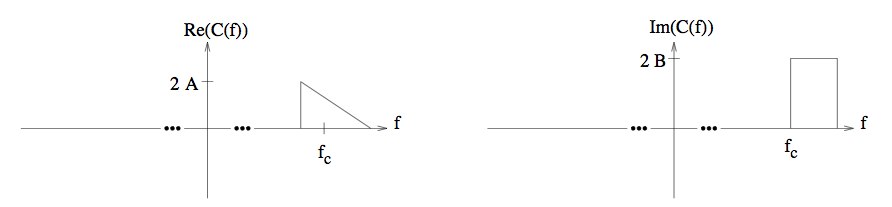 Re(C(f))
2 A
f
f_c
Im(C(f))
2 B
f
f_c